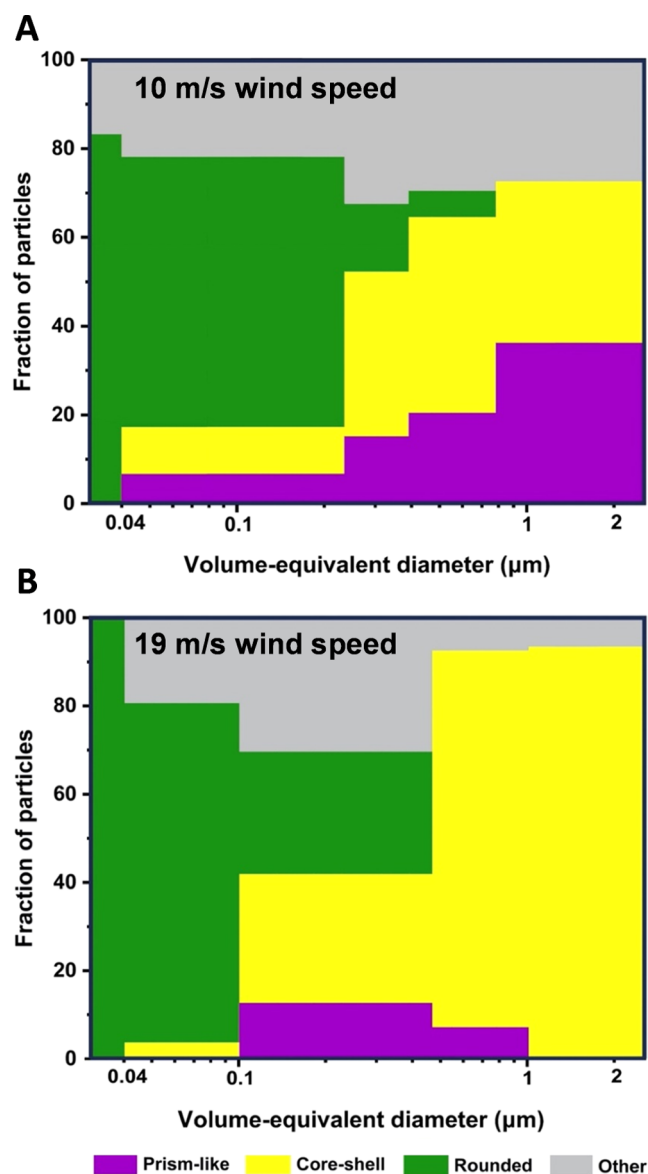 A
10 m/s wind speed
Fraction of particles
100
80
60
40
20
0
0.04 0.1 1 2
Volume-equivalent diameter (µm)
B
19 m/s wind speed
Fraction of particles
100
80
60
40
20
0
0.04 0.1 1 2
Volume-equivalent diameter (µm)
Prism-like Core-shell Rounded Other